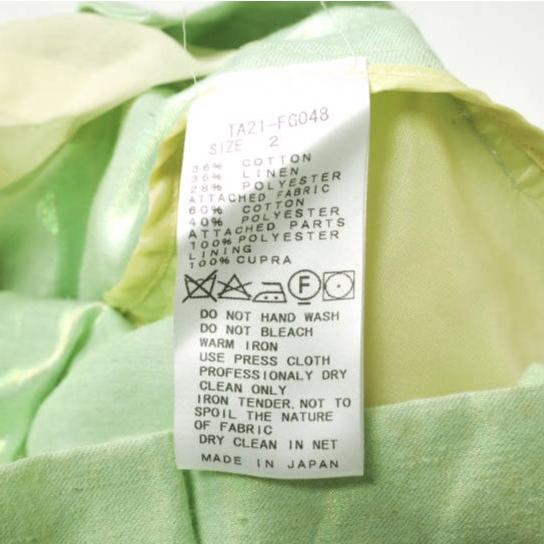 TA21-FG048
SIZE 2
36% COTTON
36% LINEN
28% POLYESTER
ATTACHED FABRIC
60% COTTON
40% POLYESTER
ATTACHED PARTS
100% POLYESTER
LINING
100% CUPRA
F
DO NOT HAND WASH
DO NOT BLEACH
WARM IRON
USE PRESS CLOTH
PROFESSIONALY DRY
CLEAN ONLY
IRON TENDER, NOT TO
SPOIL THE NATURE
OF FABRIC
DRY CLEAN IN NET
MADE IN JAPAN